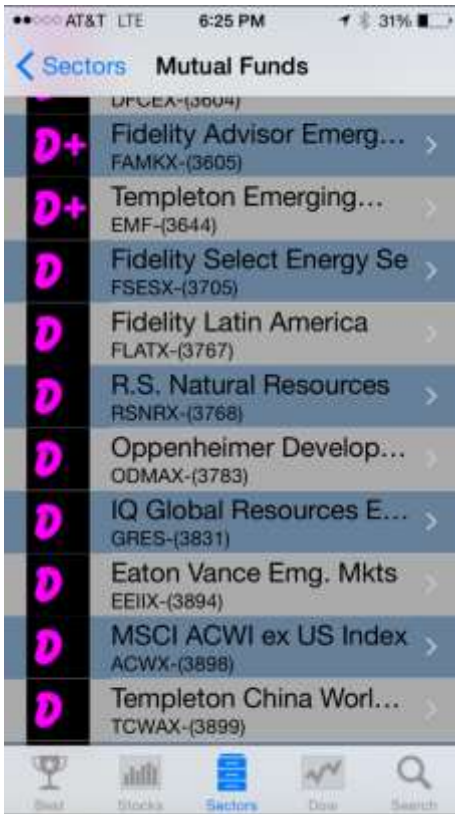 AT&T LTE 6:25 PM 31%
Sectors Mutual Funds
DFCEX-(3604)
D+ Fidelity Advisor Emerg...
FAMKX-(3605)
D+ Templeton Emerging...
EMF-(3644)
D Fidelity Select Energy Se
FSESX-(3705)
D Fidelity Latin America
FLATX-(3767)
D R.S. Natural Resources
RSNRX-(3768)
D Oppenheimer Develop...
ODMAX-(3783)
D IQ Global Resources E...
GRES-(3831)
D Eaton Vance Emg. Mkts
EEIIX-(3894)
D MSCI ACWI ex US Index
ACWX-(3898)
D Templeton China Worl...
TCWAX-(3899)
Best Stocks Sectors Dow Search